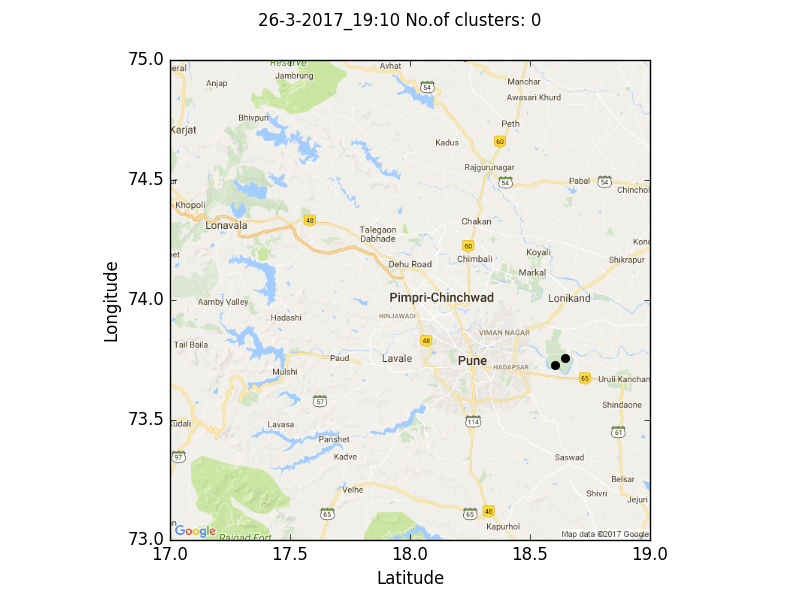 26-3-2017_19:10 No.of clusters: 0
75.0
74.5
74.0
73.5
73.0
17.0
17.5
18.0
18.5
19.0
Longitude
Latitude
eral
Anjap
Reserve
Jambrung
Avhat
54
Manchar
Awasari Khurd
Bhivpuri
Karjat
Peth
Kadus
60
Rajgurunagar
54
Pabal
54
Chinchol
Khopoli
Lonavala
48
Talegaon
Dabhade
Chakan
60
Chimbali
Koyali
Shikrapur
Dehu Road
Markal
Aamby Valley
Pimpri-Chinchwad
Lonikand
Hadashi
HINJAWADI
VIMAN NAGAR
48
Tail Baila
Paud
Lavale
Pune
HADAPSAR
Mulshi
65
Uruli Kanchan
57
Shindaone
Lavasa
114
61
Panshet
Kadve
97
Saswad
Velhe
Belsar
Shivri
Jejuri
65
65
48
Kapurhol
Google
Raigad Fort
Map data ©2017 Google